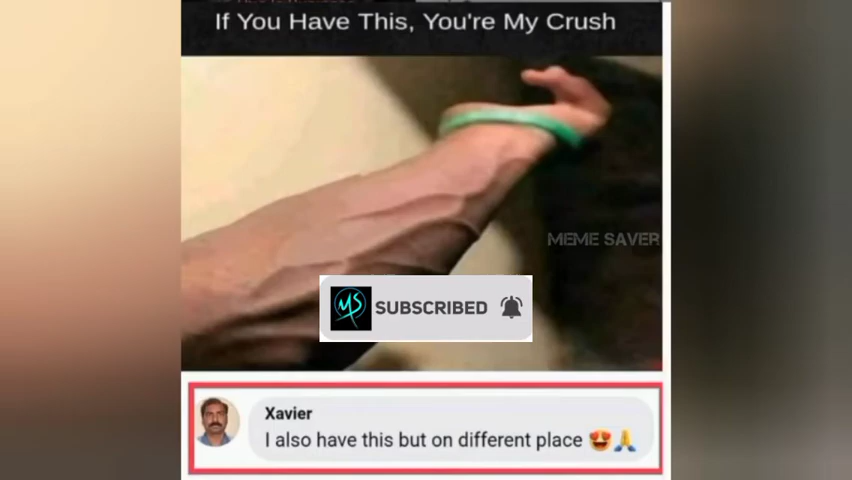 If You Have This, You're My Crush
MEME SAVER
MS SUBSCRIBED
Xavier
I also have this but on different place 😍🙏